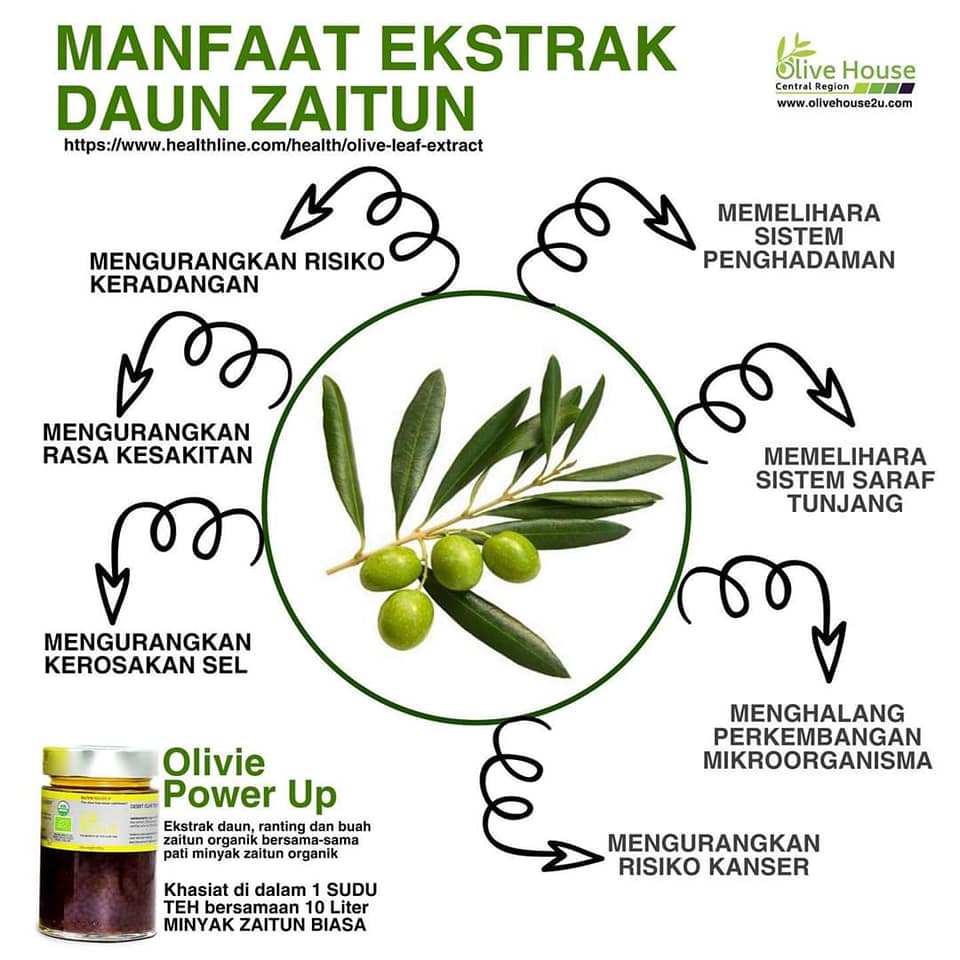 MANFAAT EKSTRAK
DAUN ZAITUN
https://www.healthline.com/health/olive-leaf-extract
Olive House
Central Region
www.olivehouse2u.com
MENGURANGKAN RISIKO
KERADANGAN
MEMELIHARA
SISTEM
PENGHADAMAN
MENGURANGKAN
RASA KESAKITAN
MEMELIHARA
SISTEM SARAF
TUNJANG
MENGURANGKAN
KEROSAKAN SEL
MENGHALANG
PERKEMBANGAN
MIKROORGANISMA
MENGURANGKAN
RISIKO KANSER
Olivie
Power Up
Ekstrak daun, ranting dan buah
zaitun organik bersama-sama
pati minyak zaitun organik
Khasiat di dalam 1 SUDU
TEH bersamaan 10 Liter
MINYAK ZAITUN BIASA